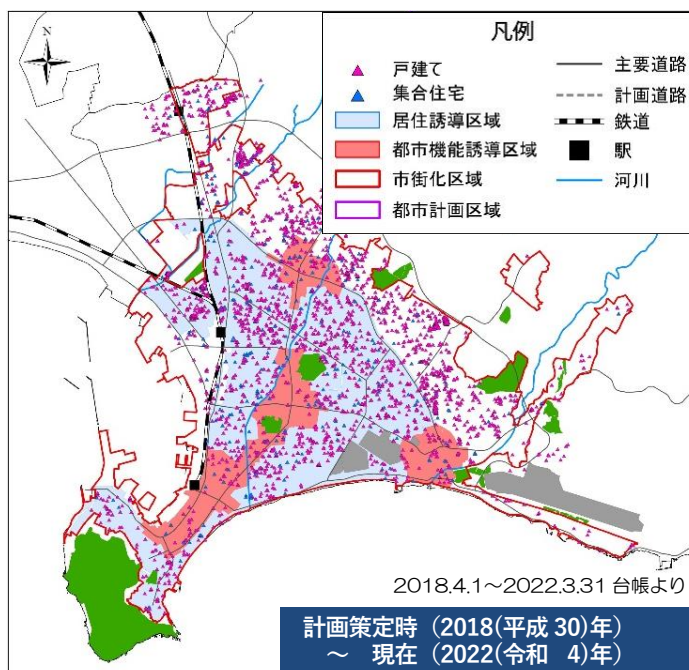 N
凡例
戸建て
集合住宅
居住誘導区域
都市機能誘導区域
市街化区域
都市計画区域
主要道路
計画道路
鉄道
駅
河川
2018.4.1～2022.3.31 台帳より
計画策定時（2018(平成 30)年）
～ 現在（2022(令和 4)年）